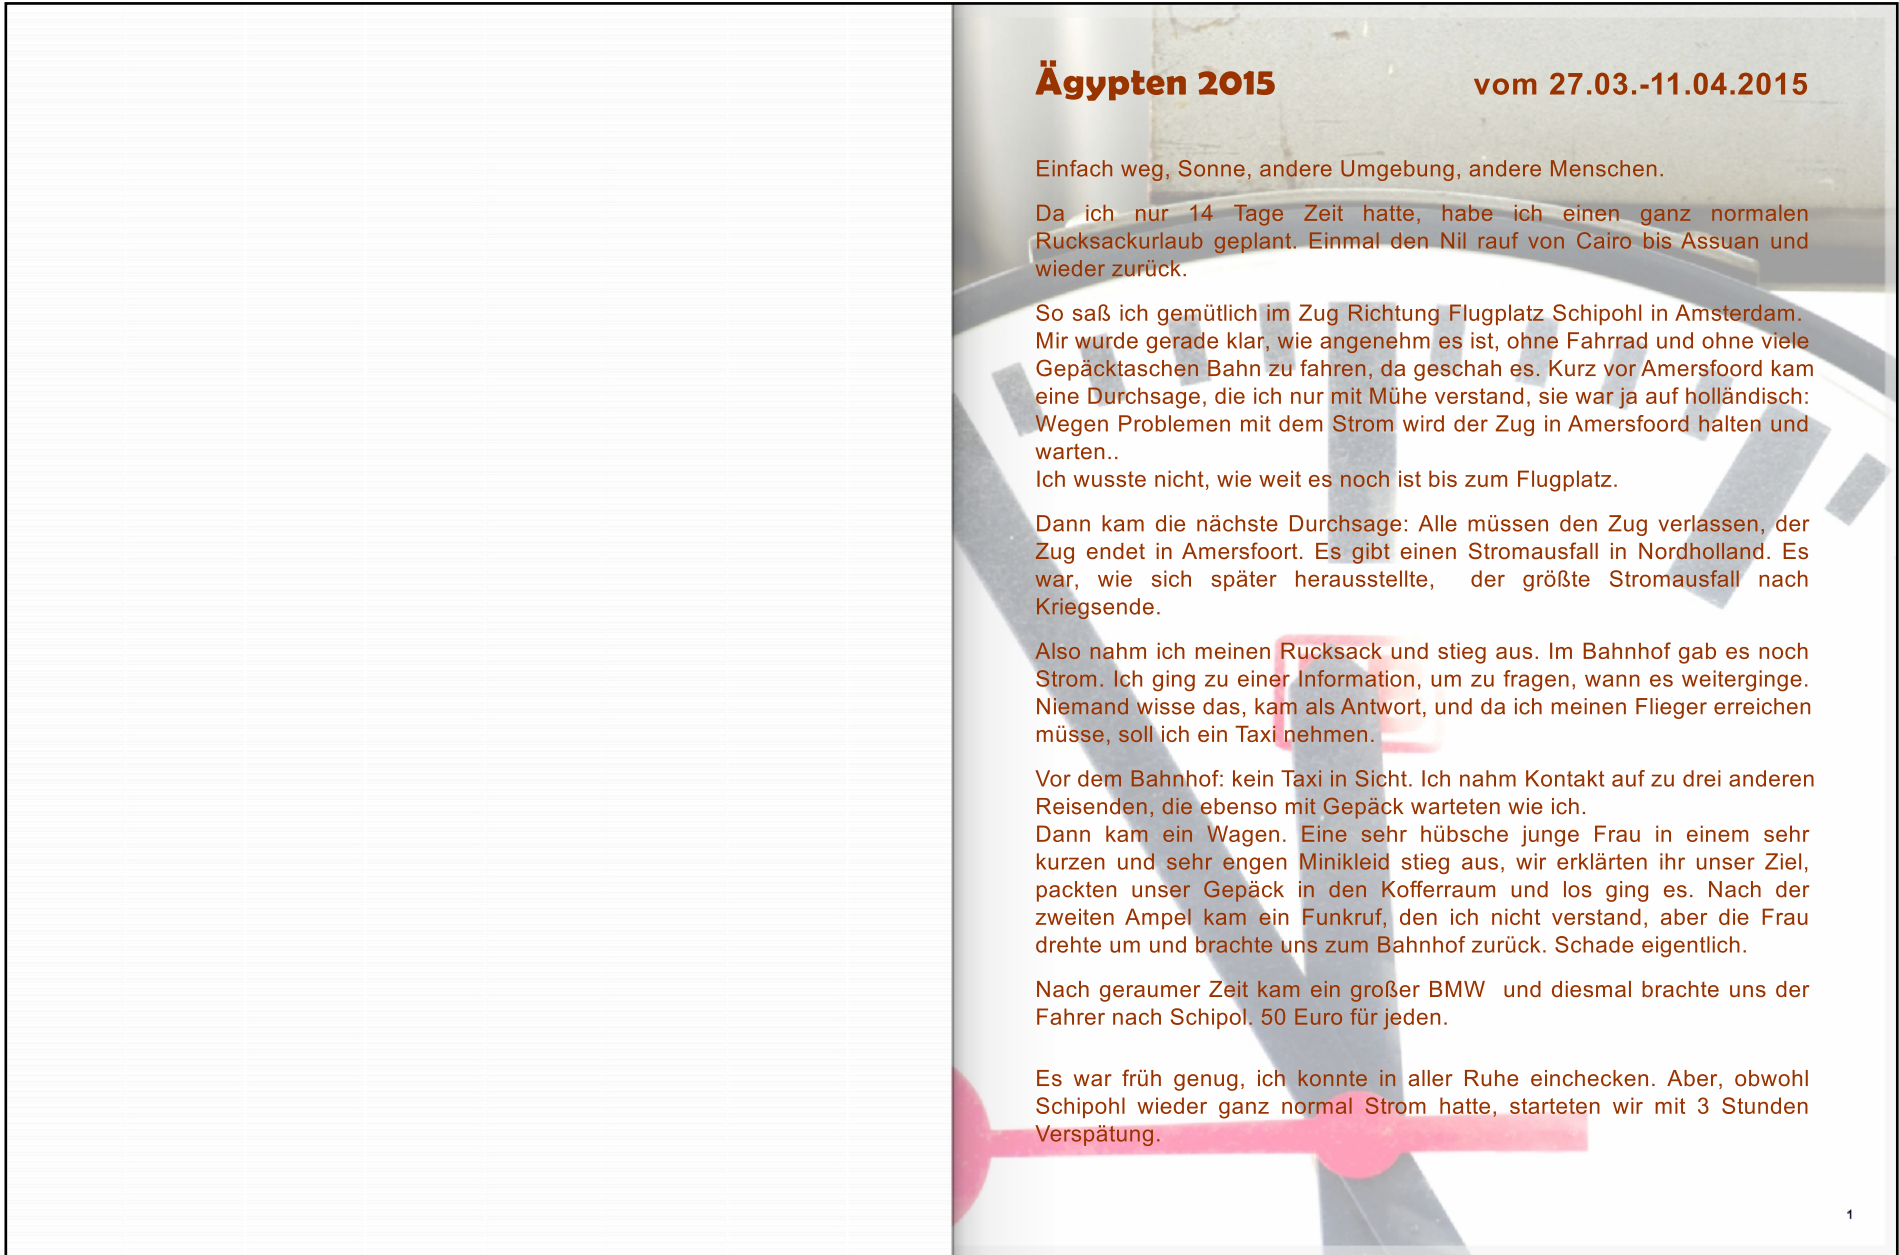 Ägypten 2015 vom 27.03.-11.04.2015
Einfach weg, Sonne, andere Umgebung, andere Menschen.
Da ich nur 14 Tage Zeit hatte, habe ich einen ganz normalen
Rucksackurlaub geplant. Einmal den Nil rauf von Cairo bis Assuan und
wieder zurück.
So saß ich gemütlich im Zug Richtung Flugplatz Schipohl in Amsterdam.
Mir wurde gerade klar, wie angenehm es ist, ohne Fahrrad und ohne viele
Gepäcktaschen Bahn zu fahren, da geschah es. Kurz vor Amersfoord kam
eine Durchsage, die ich nur mit Mühe verstand, sie war ja auf holländisch:
Wegen Problemen mit dem Strom wird der Zug in Amersfoord halten und
warten..
Ich wusste nicht, wie weit es noch ist bis zum Flugplatz.
Dann kam die nächste Durchsage: Alle müssen den Zug verlassen, der
Zug endet in Amersfoort. Es gibt einen Stromausfall in Nordholland. Es
war, wie sich später herausstellte, der größte Stromausfall nach
Kriegsende.
Also nahm ich meinen Rucksack und stieg aus. Im Bahnhof gab es noch
Strom. Ich ging zu einer Information, um zu fragen, wann es weiterginge.
Niemand wisse das, kam als Antwort, und da ich meinen Flieger erreichen
müsse, soll ich ein Taxi nehmen.
Vor dem Bahnhof: kein Taxi in Sicht. Ich nahm Kontakt auf zu drei anderen
Reisenden, die ebenso mit Gepäck warteten wie ich.
Dann kam ein Wagen. Eine sehr hübsche junge Frau in einem sehr
kurzen und sehr engen Minikleid stieg aus, wir erklärten ihr unser Ziel,
packten unser Gepäck in den Kofferraum und los ging es. Nach der
zweiten Ampel kam ein Funkruf, den ich nicht verstand, aber die Frau
drehte um und brachte uns zum Bahnhof zurück. Schade eigentlich.
Nach geraumer Zeit kam ein großer BMW und diesmal brachte uns der
Fahrer nach Schipol. 50 Euro für jeden.
Es war früh genug, ich konnte in aller Ruhe einchecken. Aber, obwohl
Schipohl wieder ganz normal Strom hatte, starteten wir mit 3 Stunden
Verspätung.
1